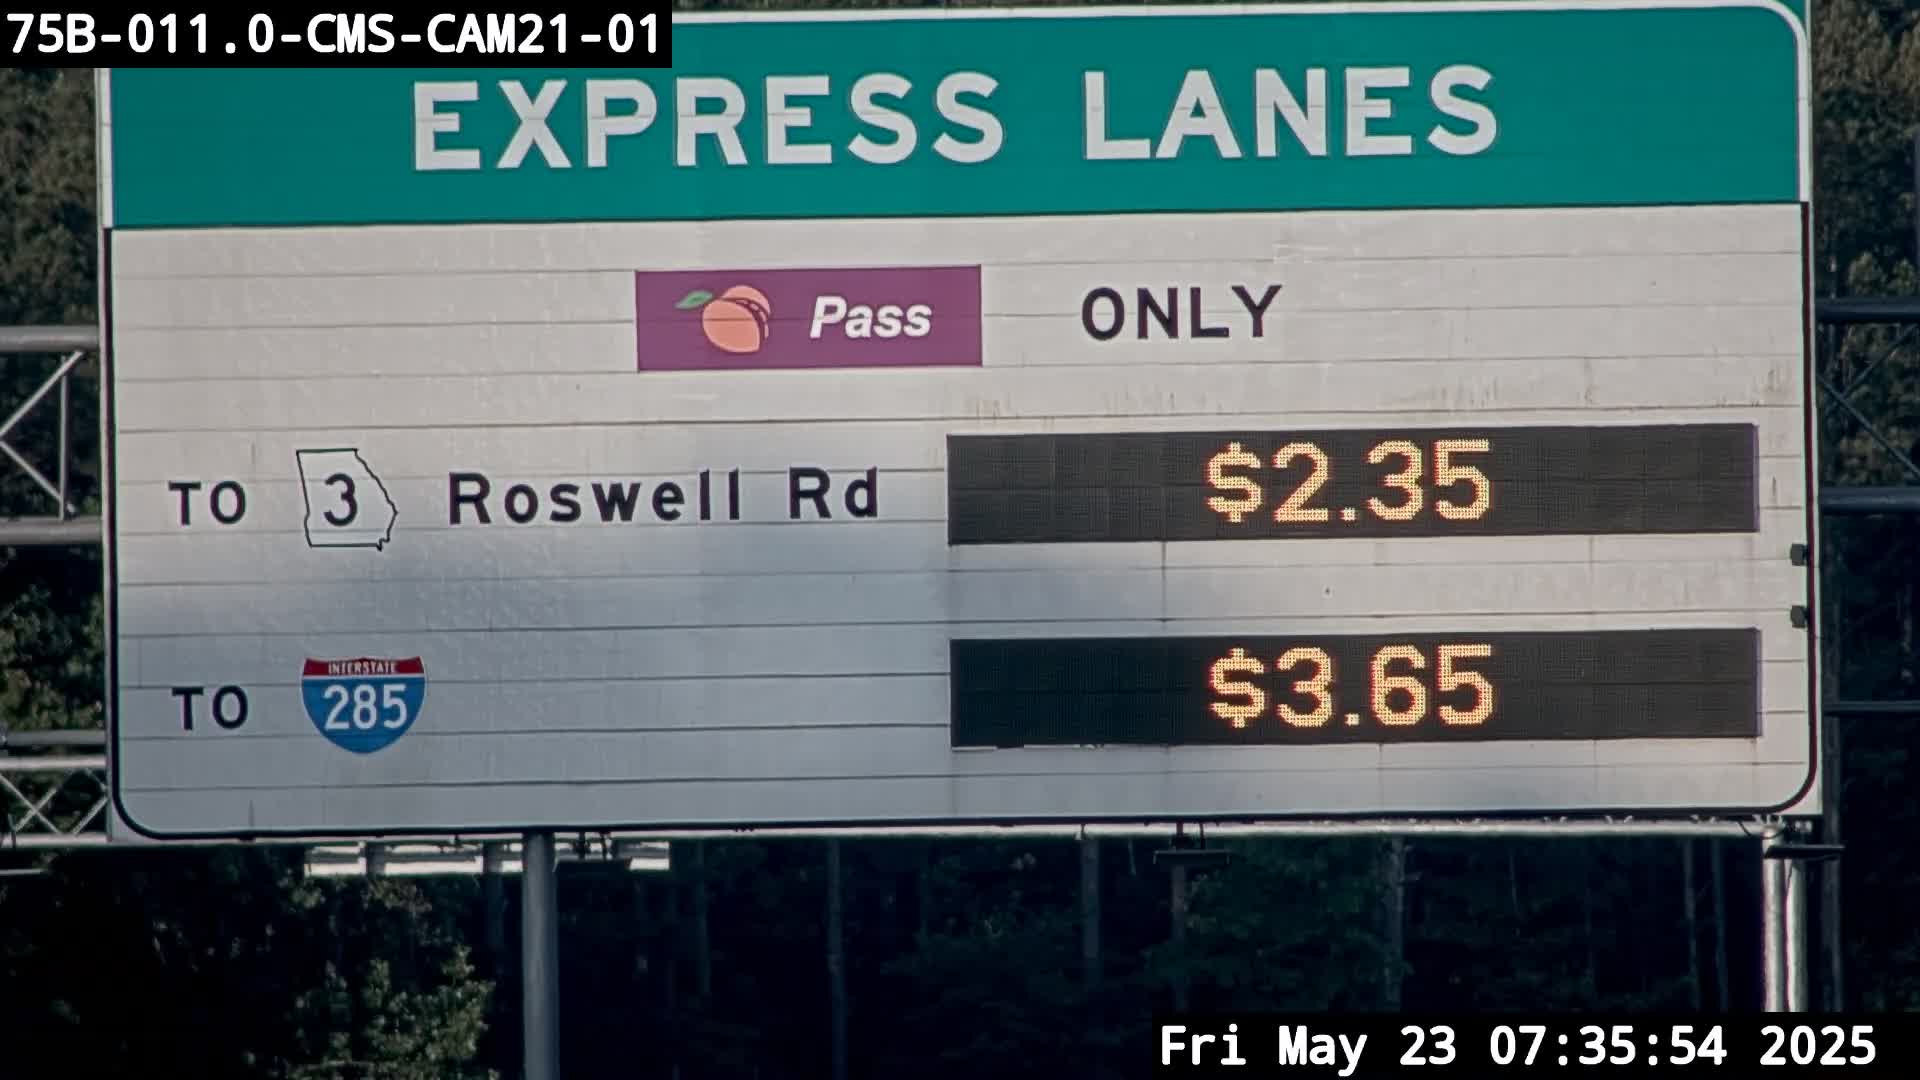 75B-011.0-CMS-CAM21-01
EXPRESS LANES
Pass ONLY
TO 3 Roswell Rd $2.35
TO INTERSTATE 285 $3.65
Fri May 23 07:35:54 2025